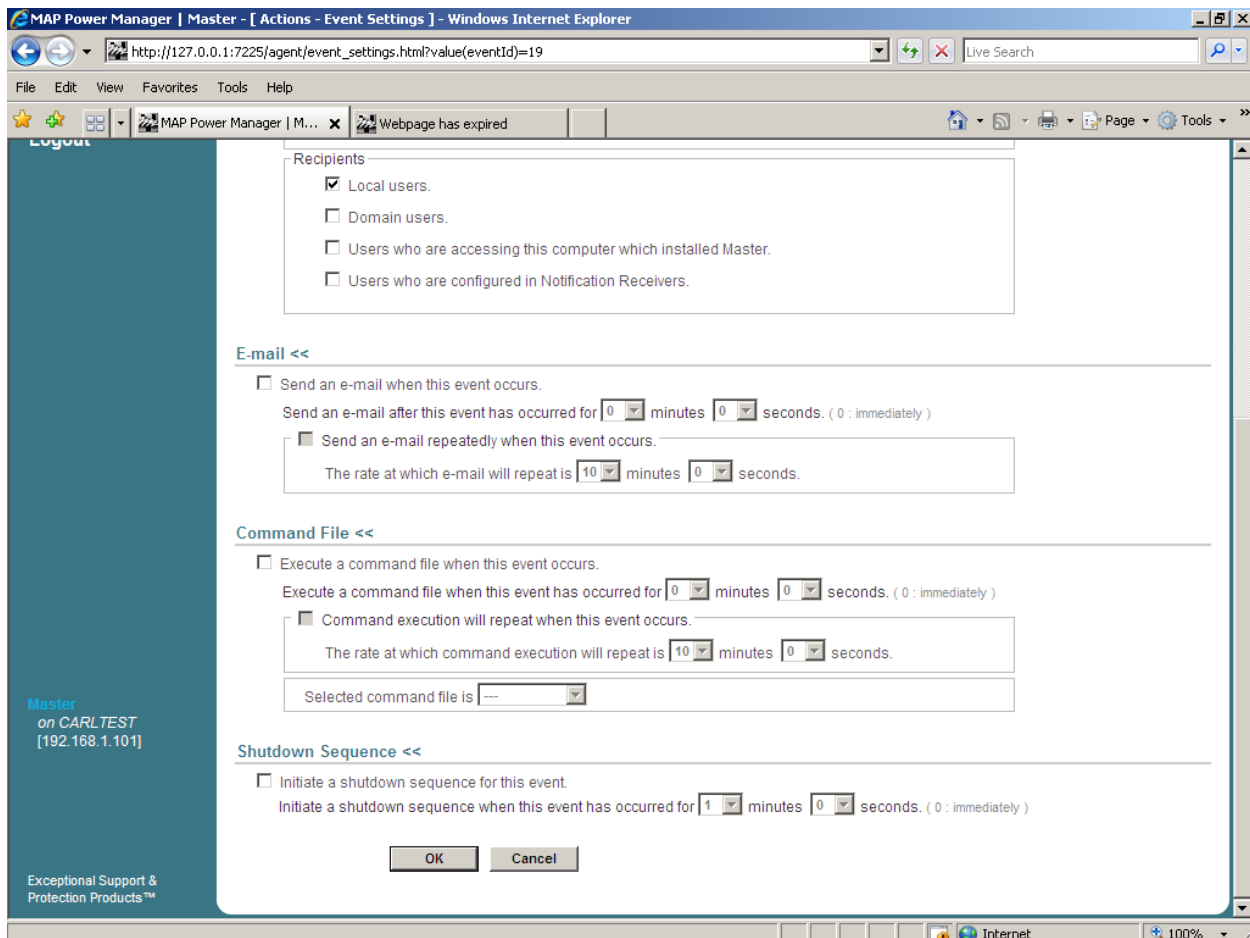 MAP Power Manager | Master - [ Actions - Event Settings ] - Windows Internet Explorer
http://127.0.0.1:7225/agent/event_settings.html?value(eventId)=19
Live Search
File Edit View Favorites Tools Help
MAP Power Manager | M... Webpage has expired Page Tools »
Logout
Recipients
Local users.
Domain users.
Users who are accessing this computer which installed Master.
Users who are configured in Notification Receivers.
E-mail <<
Send an e-mail when this event occurs.
Send an e-mail after this event has occurred for 0 minutes 0 seconds. ( 0 : immediately )
Send an e-mail repeatedly when this event occurs.
The rate at which e-mail will repeat is 10 minutes 0 seconds.
Command File <<
Execute a command file when this event occurs.
Execute a command file when this event has occurred for 0 minutes 0 seconds. ( 0 : immediately )
Command execution will repeat when this event occurs.
The rate at which command execution will repeat is 10 minutes 0 seconds.
Selected command file is ---
Master
on CARLTEST
[192.168.1.101]
Shutdown Sequence <<
Initiate a shutdown sequence for this event.
Initiate a shutdown sequence when this event has occurred for 1 minutes 0 seconds. ( 0 : immediately )
OK Cancel
Exceptional Support &
Protection Products™
Internet 100%